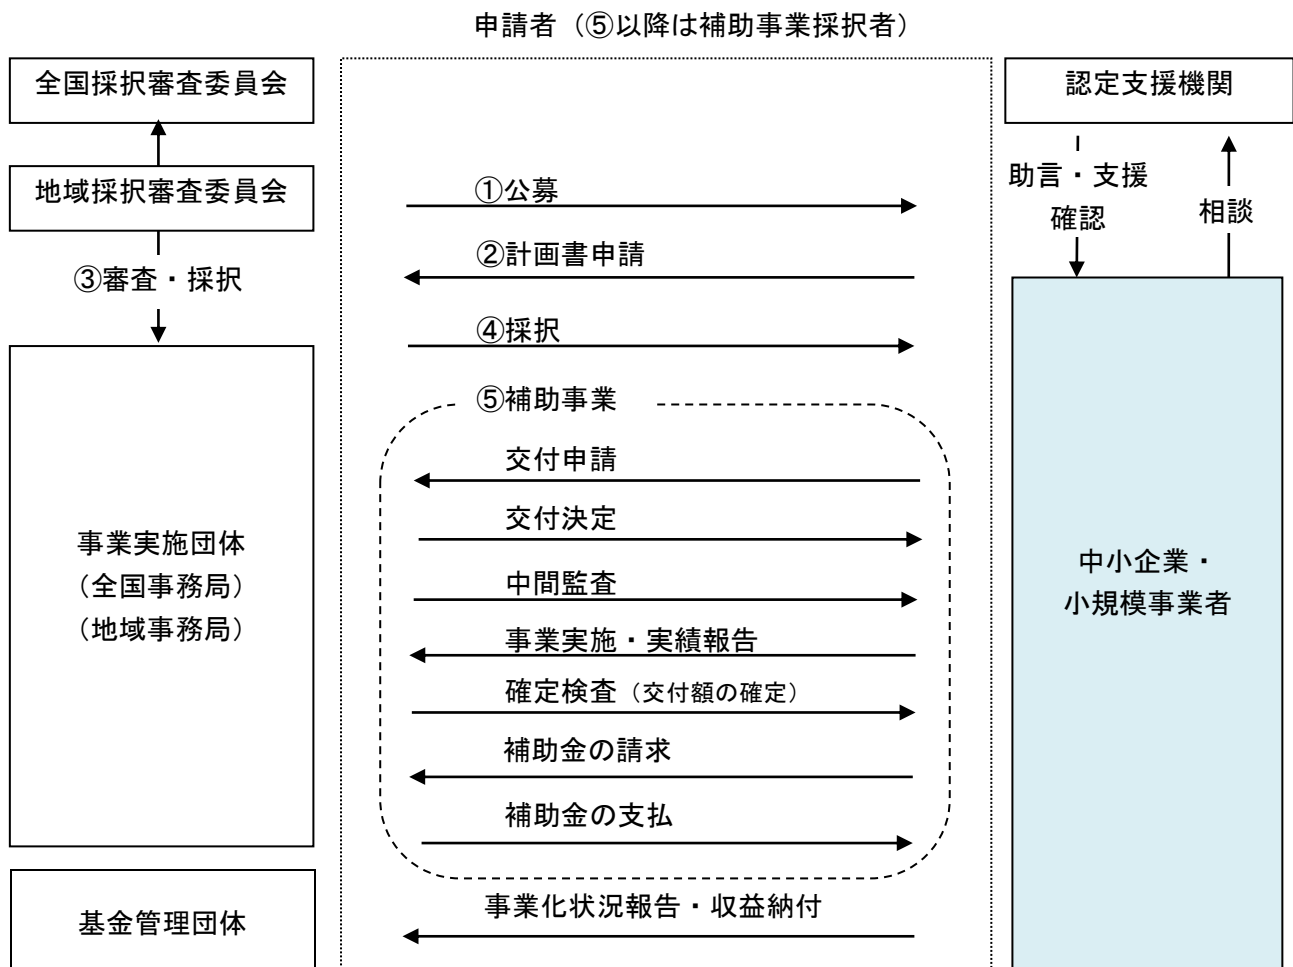 申請者（⑤以降は補助事業採択者）
全国採択審査委員会
地域採択審査委員会
③審査・採択
事業実施団体
（全国事務局）
（地域事務局）
基金管理団体
①公募
②計画書申請
④採択
⑤補助事業
交付申請
交付決定
中間監査
事業実施・実績報告
確定検査（交付額の確定）
補助金の請求
補助金の支払
事業化状況報告・収益納付
認定支援機関
助言・支援
確認
相談
中小企業・
小規模事業者